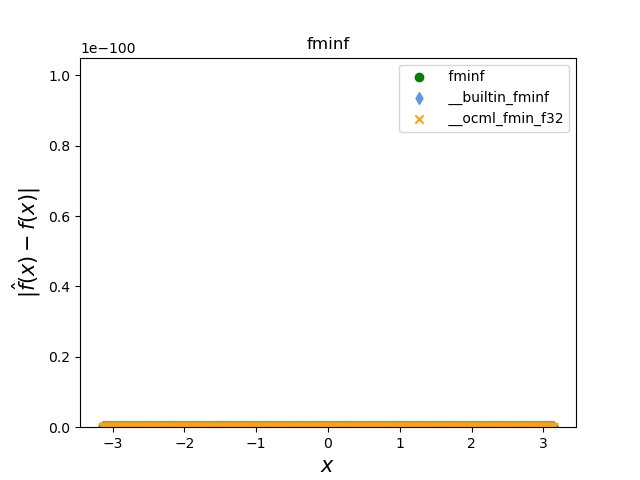 fminf
1e−100
1.0
0.8
0.6
0.4
0.2
0.0
−3
−2
−1
0
1
2
3
x
|f̂(x) − f(x)|
fminf
__builtin_fminf
__ocml_fmin_f32